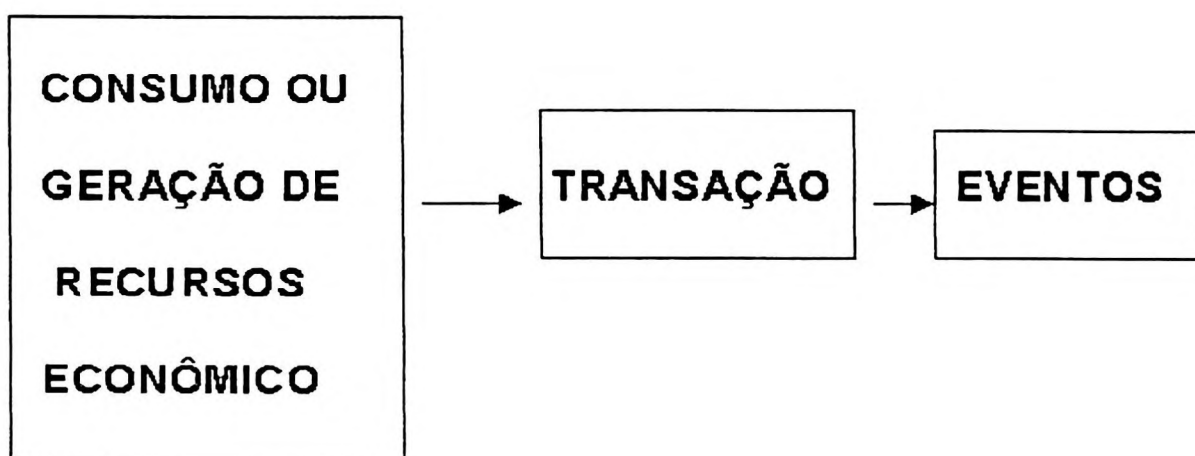 CONSUMO OU
GERAÇÃO DE
RECURSOS
ECONÔMICO
TRANSAÇÃO
EVENTOS